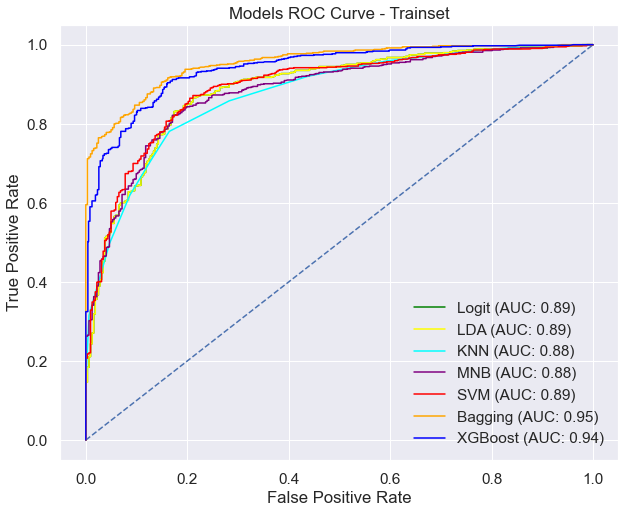 Models ROC Curve - Trainset
True Positive Rate
1.0
0.8
0.6
0.4
0.2
0.0
Logit (AUC: 0.89)
LDA (AUC: 0.89)
KNN (AUC: 0.88)
MNB (AUC: 0.88)
SVM (AUC: 0.89)
Bagging (AUC: 0.95)
XGBoost (AUC: 0.94)
0.0 0.2 0.4 0.6 0.8 1.0
False Positive Rate